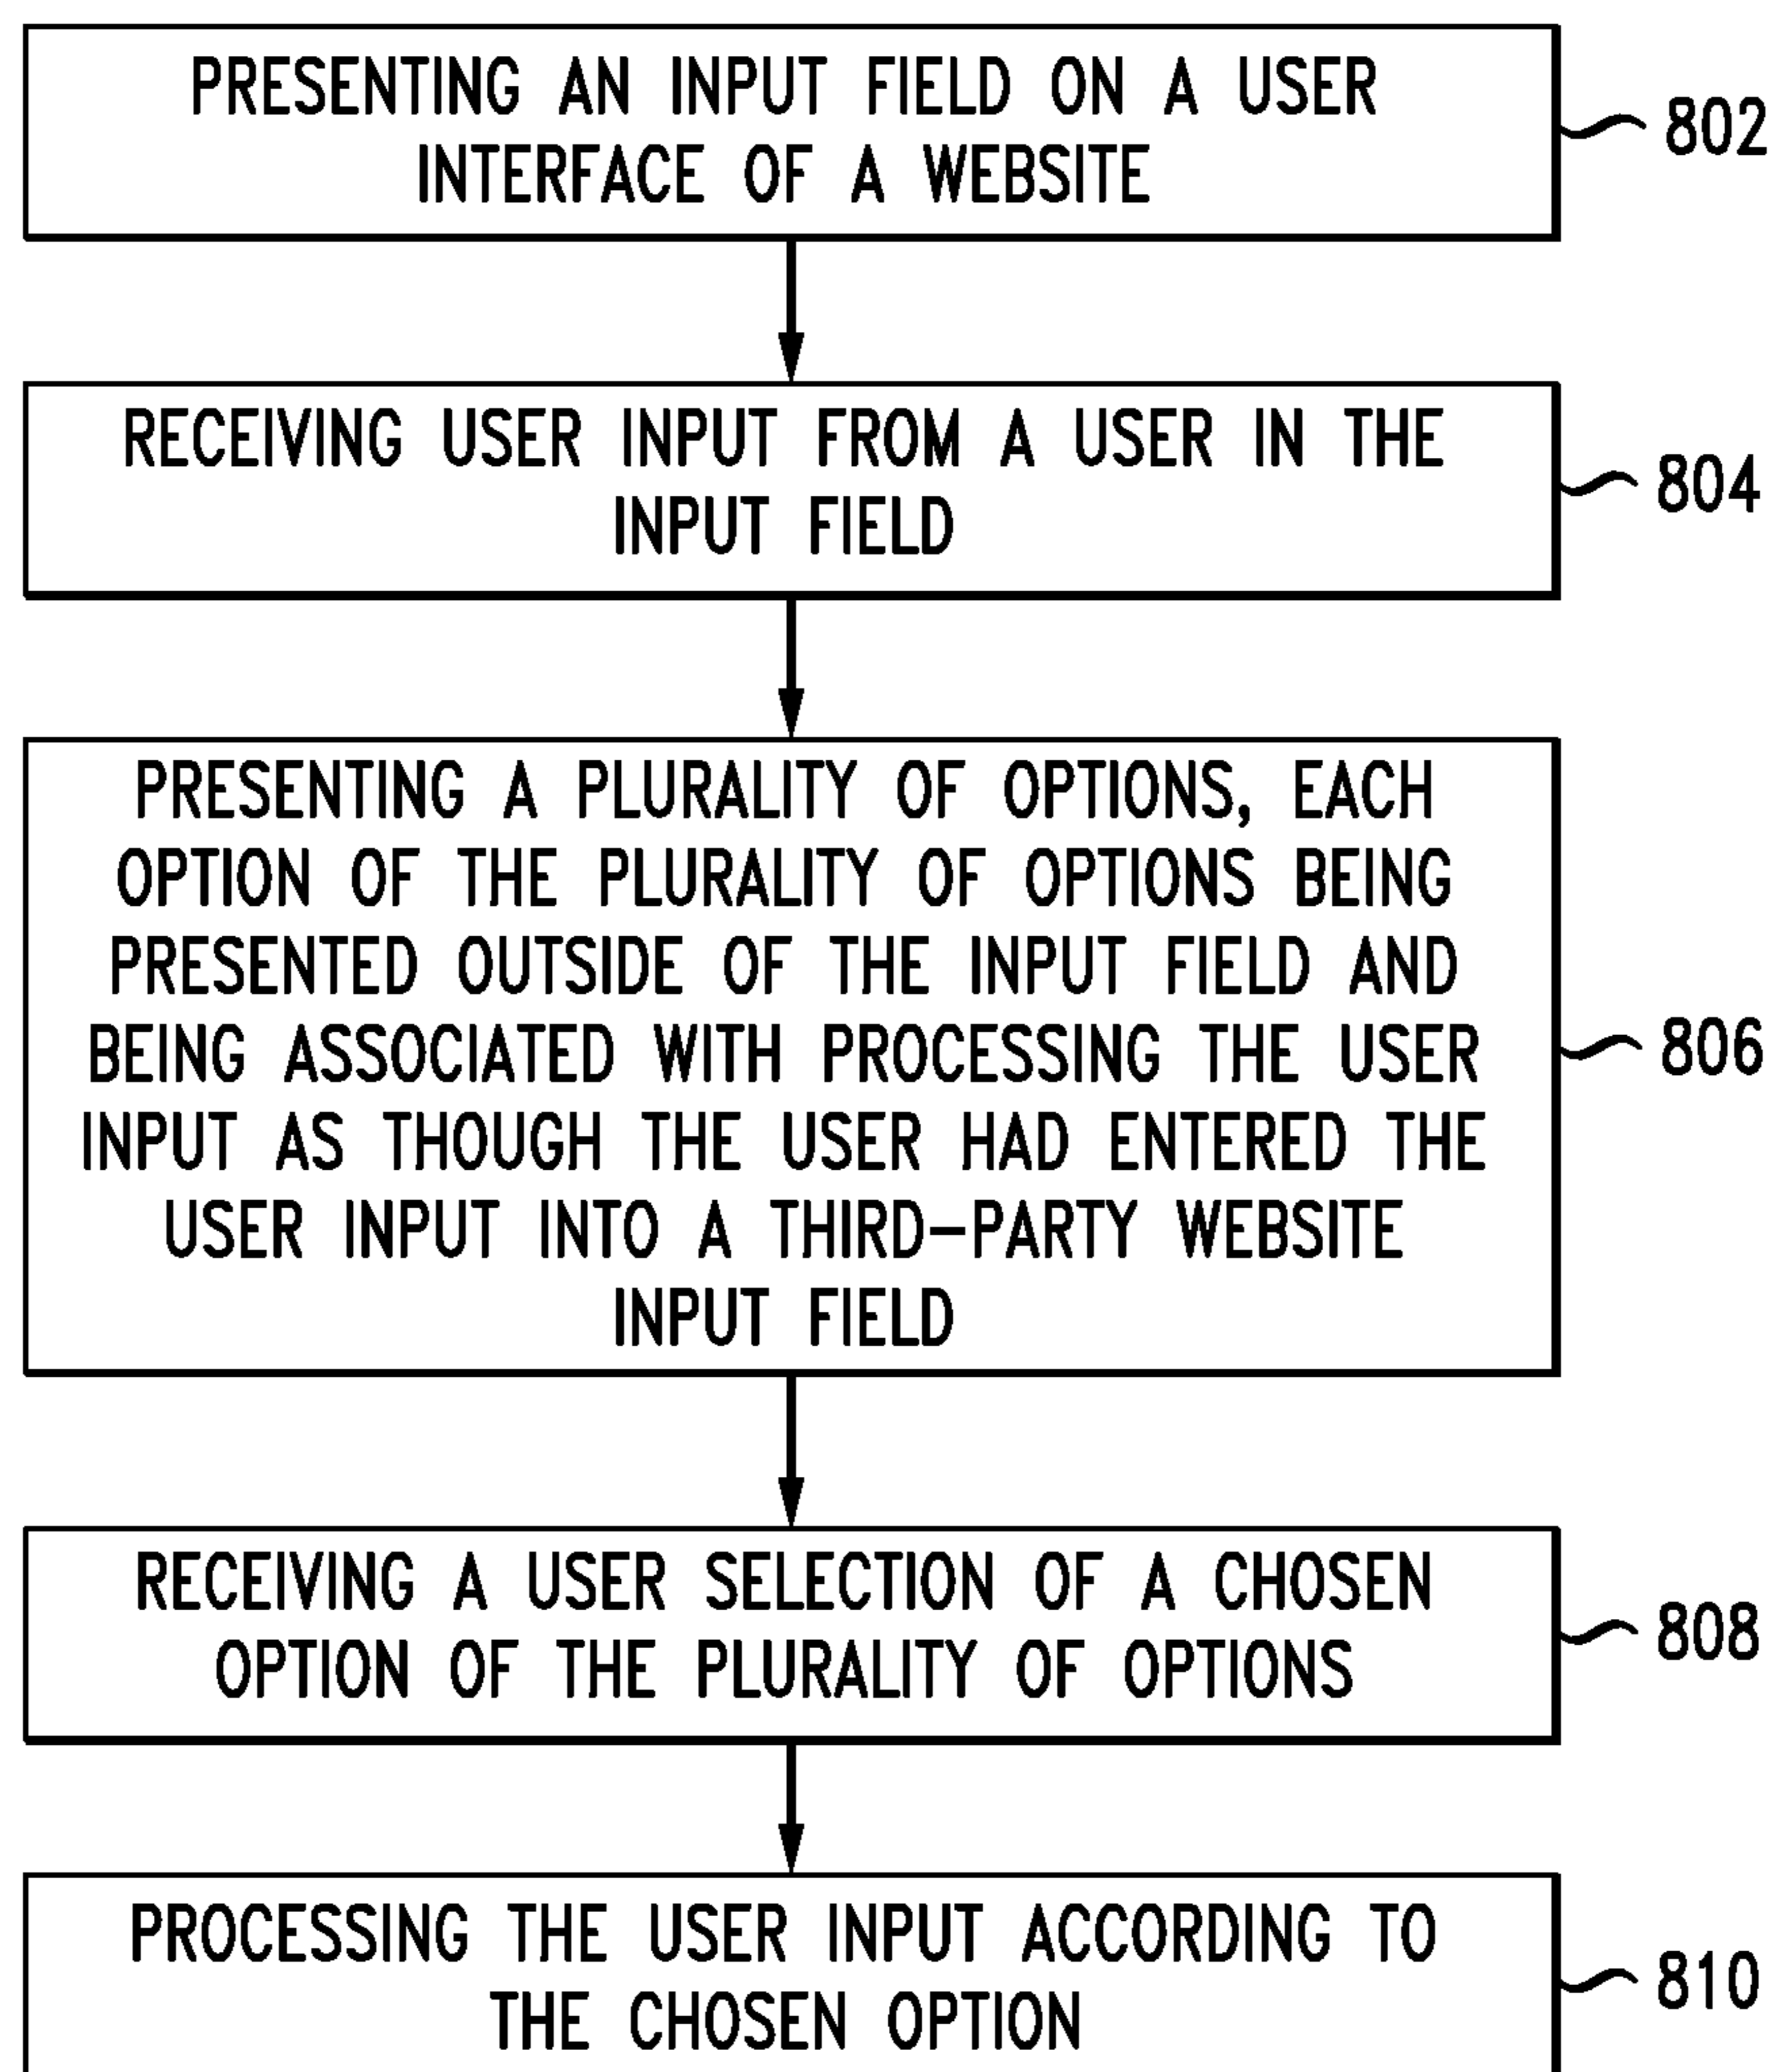 PRESENTING AN INPUT FIELD ON A USER
INTERFACE OF A WEBSITE
802
RECEIVING USER INPUT FROM A USER IN THE
INPUT FIELD
804
PRESENTING A PLURALITY OF OPTIONS, EACH
OPTION OF THE PLURALITY OF OPTIONS BEING
PRESENTED OUTSIDE OF THE INPUT FIELD AND
BEING ASSOCIATED WITH PROCESSING THE USER
INPUT AS THOUGH THE USER HAD ENTERED THE
USER INPUT INTO A THIRD-PARTY WEBSITE
INPUT FIELD
806
RECEIVING A USER SELECTION OF A CHOSEN
OPTION OF THE PLURALITY OF OPTIONS
808
PROCESSING THE USER INPUT ACCORDING TO
THE CHOSEN OPTION
810